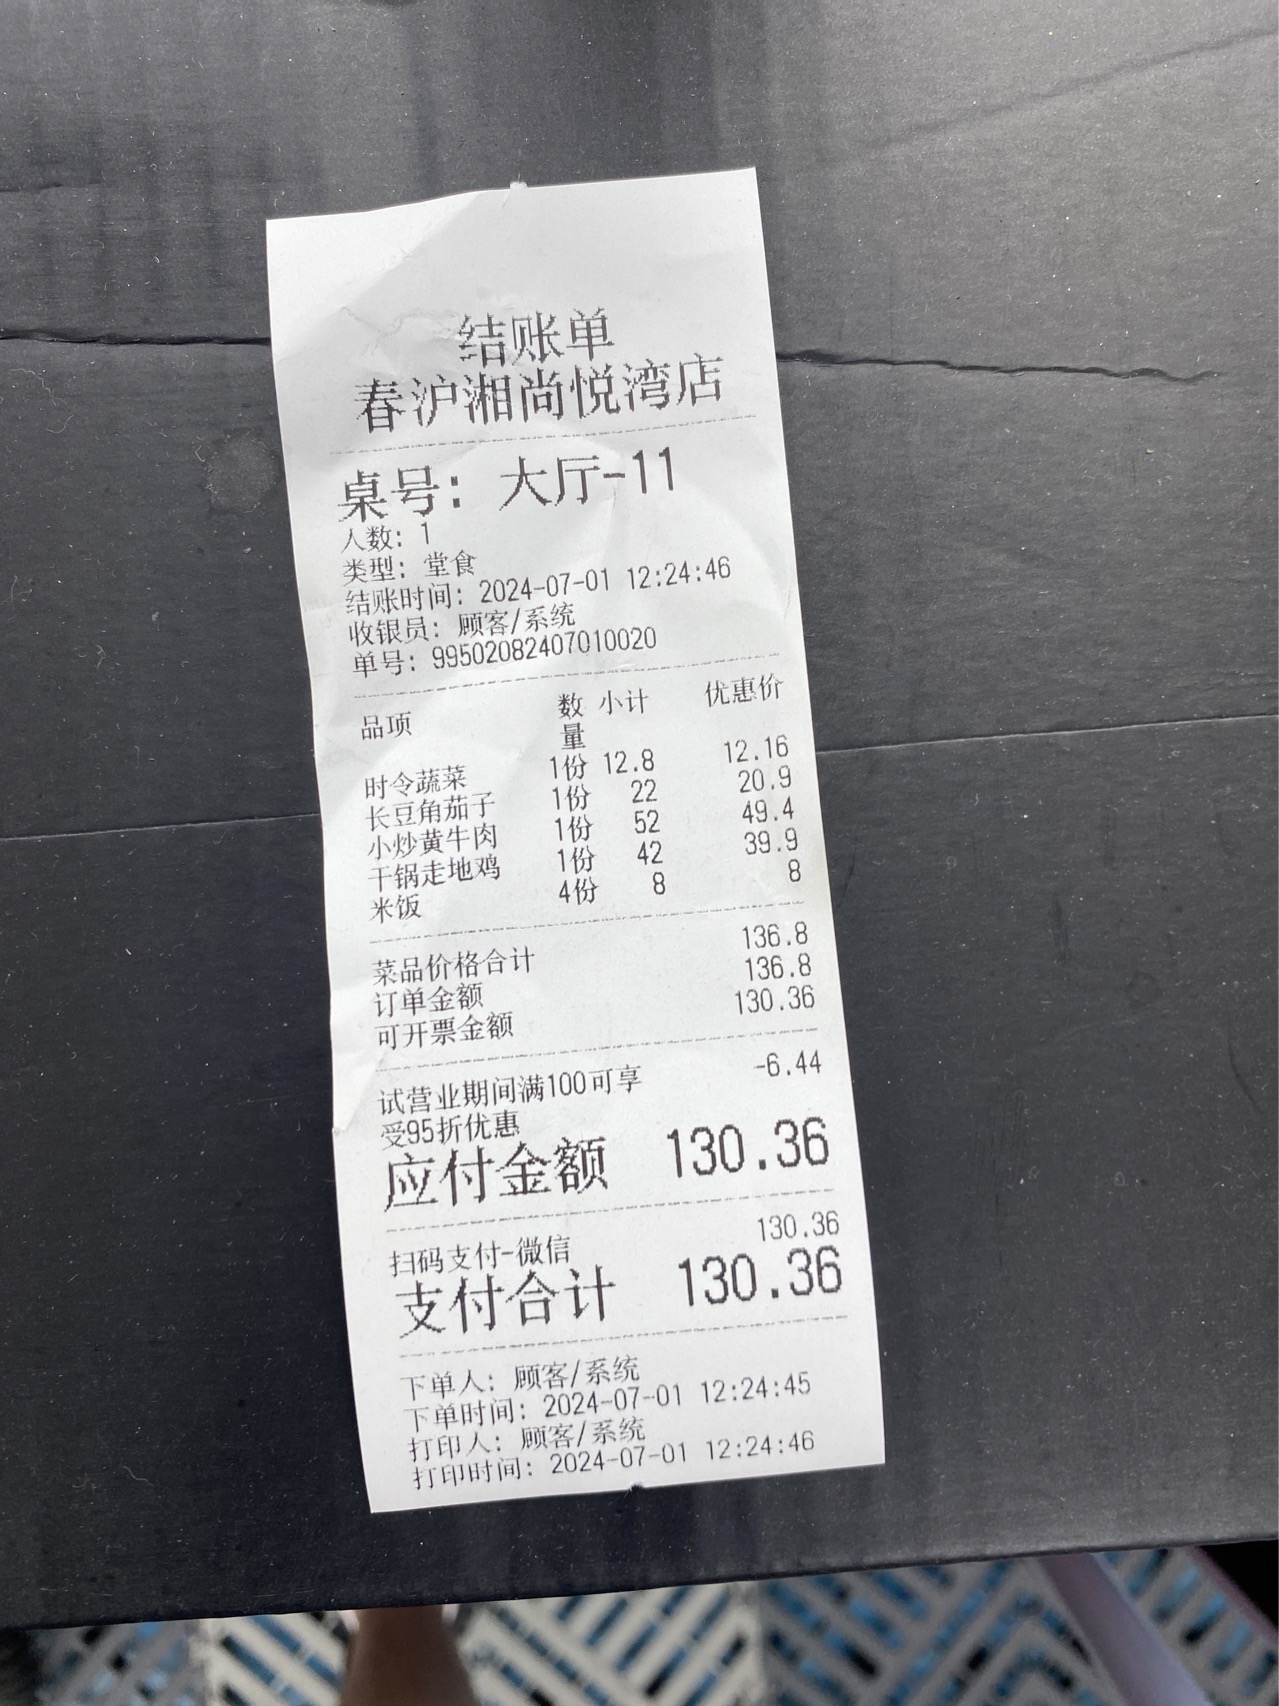 结账单
春沪湘尚悦湾店
桌号：大厅-11
人数：1
类型：堂食
结账时间：2024-07-01 12:24:46
收银员：顾客/系统
单号：99502082407010020
品项 数量 小计 优惠价
时令蔬菜 1份 12.8 12.16
长豆角茄子 1份 22 20.9
小炒黄牛肉 1份 52 49.4
干锅走地鸡 1份 42 39.9
米饭 4份 8 8
菜品价格合计 136.8
订单金额 136.8
可开票金额 130.36
试营业期间满100可享 -6.44
受95折优惠
应付金额 130.36
扫码支付-微信 130.36
支付合计 130.36
下单人：顾客/系统
下单时间：2024-07-01 12:24:45
打印人：顾客/系统
打印时间：2024-07-01 12:24:46